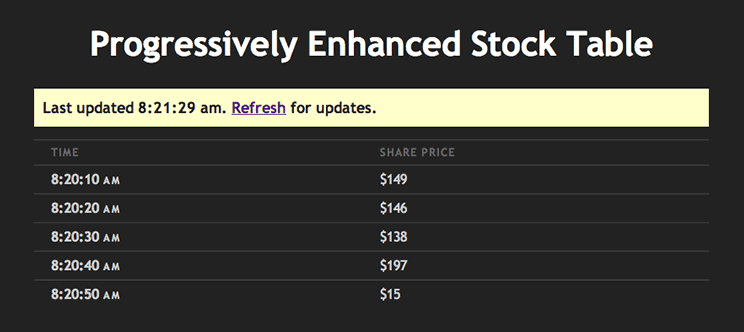 Progressively Enhanced Stock Table
Last updated 8:21:29 am. Refresh for updates.
TIME SHARE PRICE
8:20:10 AM $149
8:20:20 AM $146
8:20:30 AM $138
8:20:40 AM $197
8:20:50 AM $15